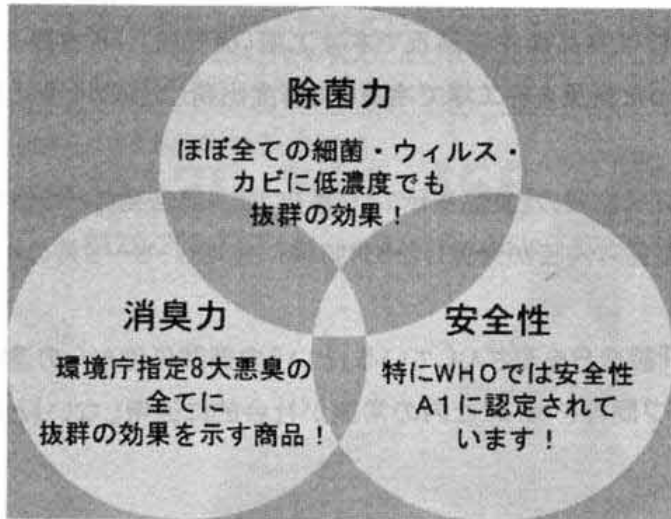 除菌力
ほぼ全ての細菌・ウィルス・
カビに低濃度でも
抜群の効果！
消臭力
環境庁指定8大悪臭の
全てに
抜群の効果を示す商品！
安全性
特にWHOでは安全性
A1に認定されて
います！